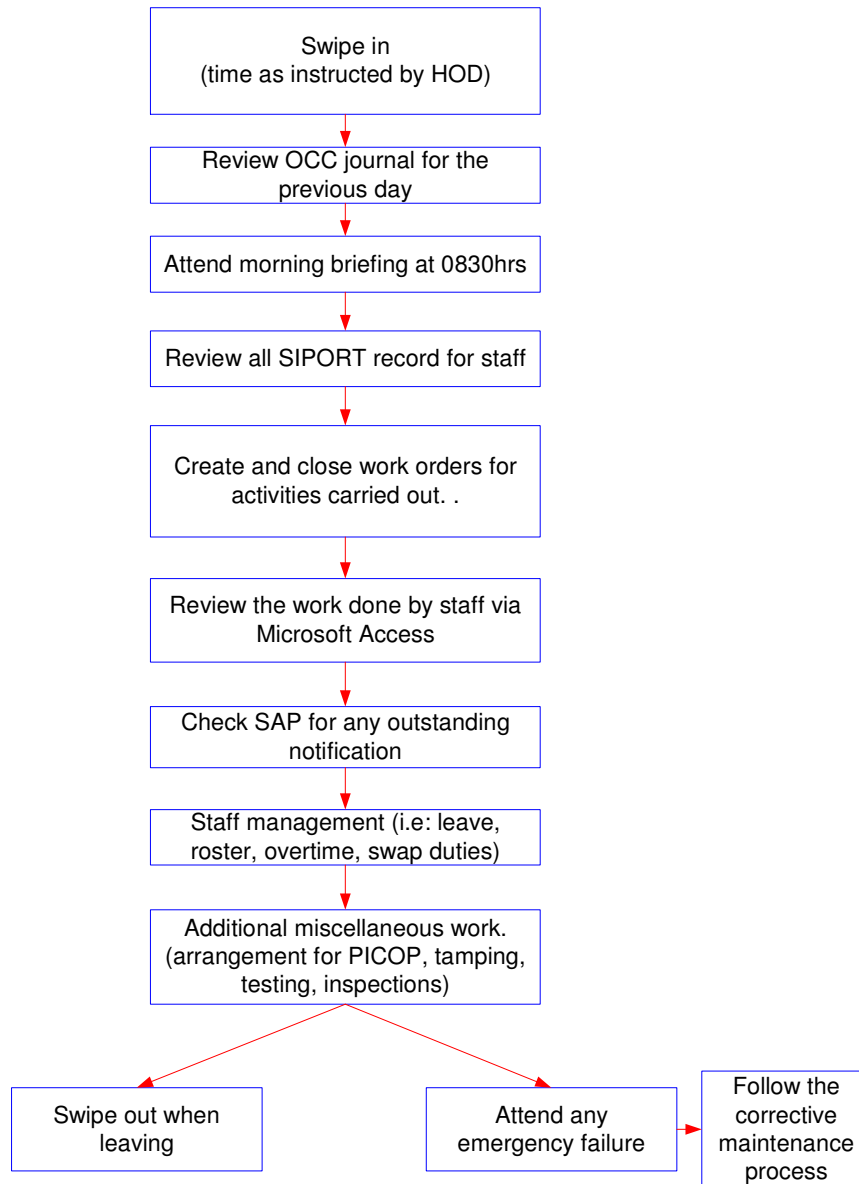 Swipe in
(time as instructed by HOD)
Review OCC journal for the
previous day
Attend morning briefing at 0830hrs
Review all SIPORT record for staff
Create and close work orders for
activities carried out. .
Review the work done by staff via
Microsoft Access
Check SAP for any outstanding
notification
Staff management (i.e: leave,
roster, overtime, swap duties)
Additional miscellaneous work.
(arrangement for PICOP, tamping,
testing, inspections)
Swipe out when
leaving
Attend any
emergency failure
Follow the
corrective
maintenance
process